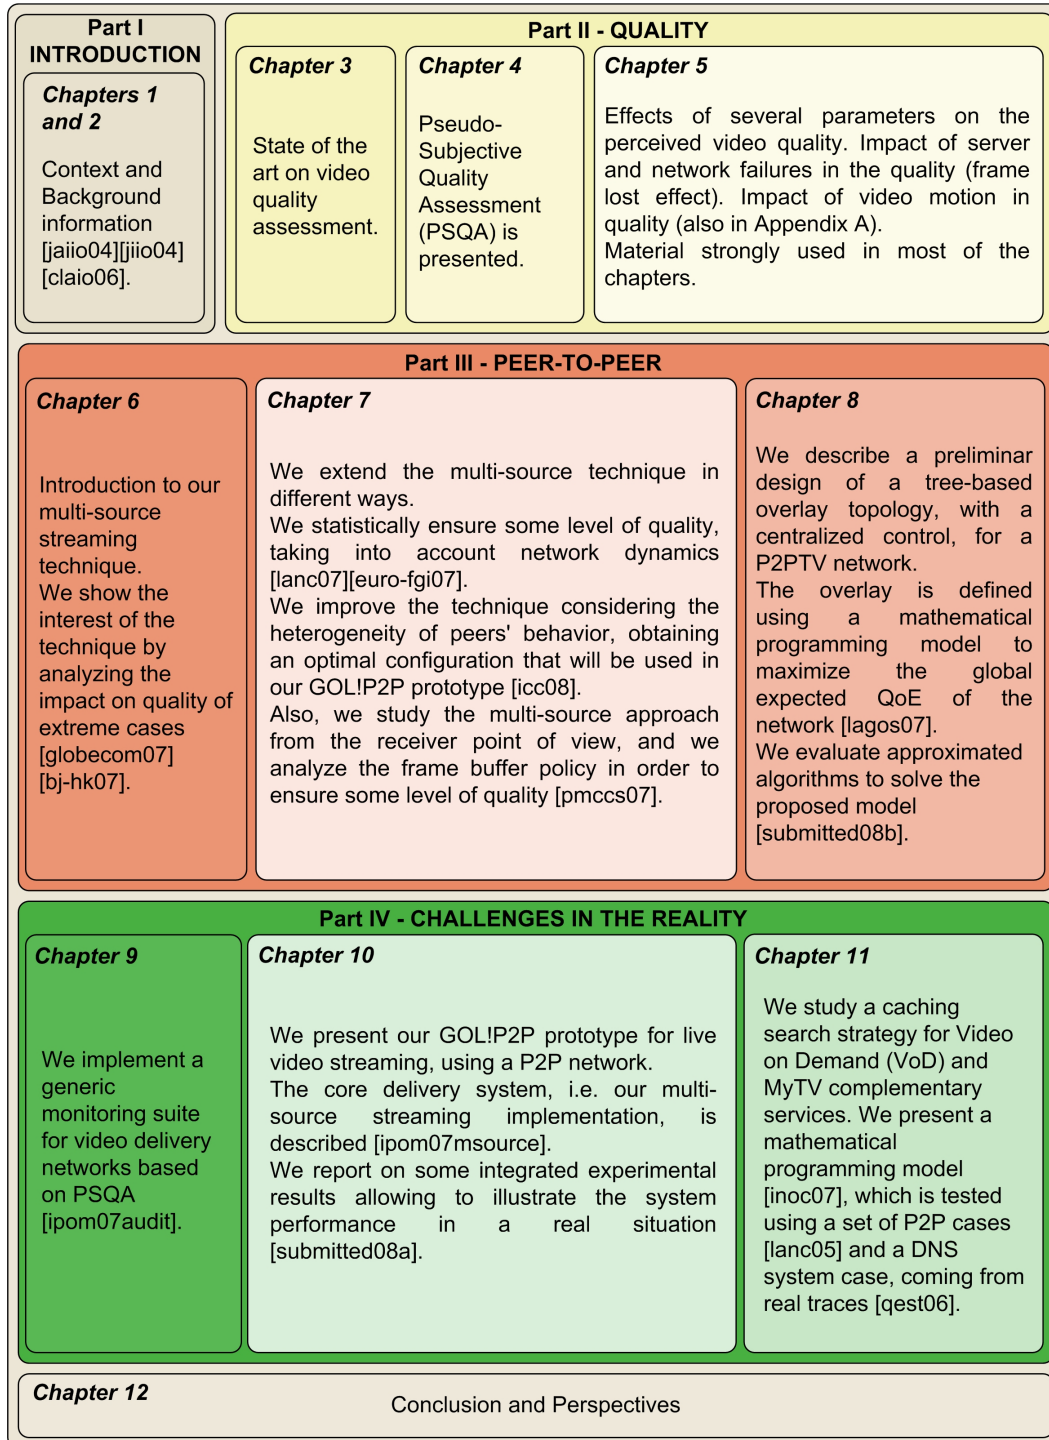 Part I
INTRODUCTION
Chapters 1
and 2
Context and
Background
information
[jaiio04][jiio04]
[claio06].
Part II - QUALITY
Chapter 3
State of the
art on video
quality
assessment.
Chapter 4
Pseudo-
Subjective
Quality
Assessment
(PSQA) is
presented.
Chapter 5
Effects of several parameters on the
perceived video quality. Impact of server
and network failures in the quality (frame
lost effect). Impact of video motion in
quality (also in Appendix A).
Material strongly used in most of the
chapters.
Part III - PEER-TO-PEER
Chapter 6
Introduction to our
multi-source
streaming
technique.
We show the
interest of the
technique by
analyzing the
impact on quality of
extreme cases
[globecom07]
[bj-hk07].
Chapter 7
We extend the multi-source technique in
different ways.
We statistically ensure some level of quality,
taking into account network dynamics
[lanc07][euro-fgi07].
We improve the technique considering the
heterogeneity of peers' behavior, obtaining
an optimal configuration that will be used in
our GOL!P2P prototype [icc08].
Also, we study the multi-source approach
from the receiver point of view, and we
analyze the frame buffer policy in order to
ensure some level of quality [pmccs07].
Chapter 8
We describe a preliminar
design of a tree-based
overlay topology, with a
centralized control, for a
P2PTV network.
The overlay is defined
using a mathematical
programming model to
maximize the global
expected QoE of the
network [lagos07].
We evaluate approximated
algorithms to solve the
proposed model
[submitted08b].
Part IV - CHALLENGES IN THE REALITY
Chapter 9
We implement a
generic
monitoring suite
for video delivery
networks based
on PSQA
[ipom07audit].
Chapter 10
We present our GOL!P2P prototype for live
video streaming, using a P2P network.
The core delivery system, i.e. our multi-
source streaming implementation, is
described [ipom07msource].
We report on some integrated experimental
results allowing to illustrate the system
performance in a real situation
[submitted08a].
Chapter 11
We study a caching
search strategy for Video
on Demand (VoD) and
MyTV complementary
services. We present a
mathematical
programming model
[inoc07], which is tested
using a set of P2P cases
[lanc05] and a DNS
system case, coming from
real traces [qest06].
Chapter 12
Conclusion and Perspectives